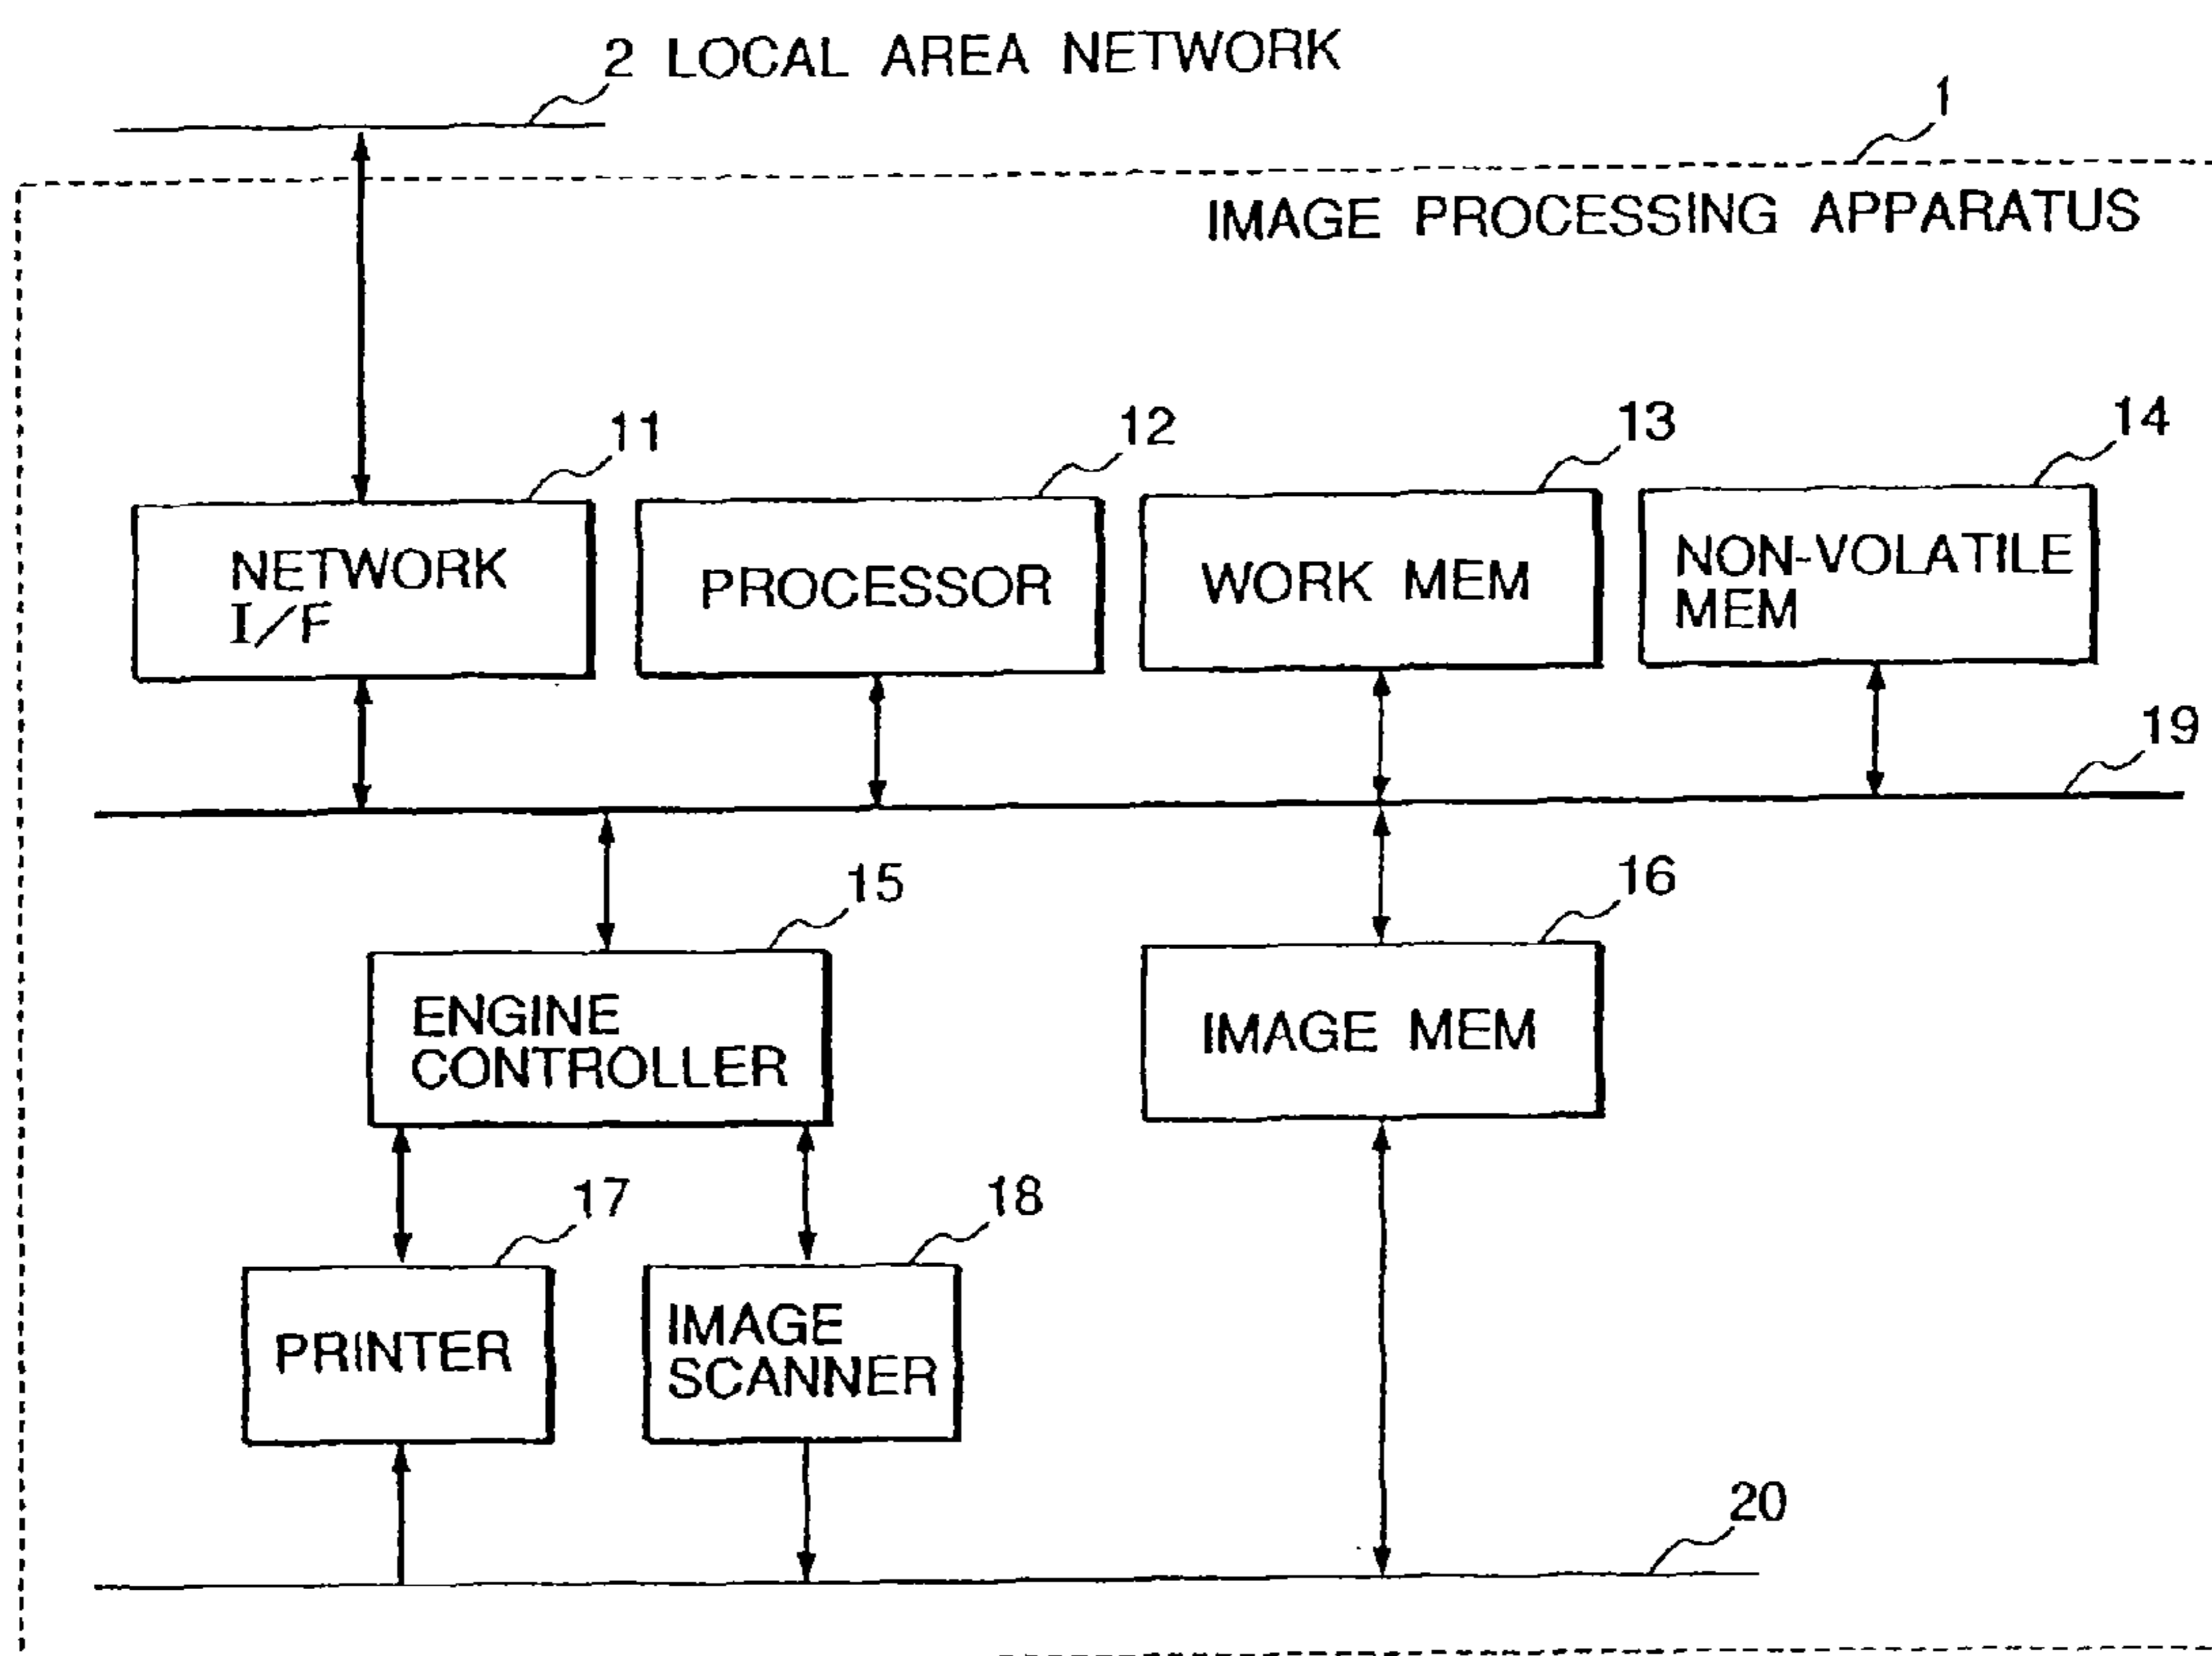 2 LOCAL AREA NETWORK
1
IMAGE PROCESSING APPARATUS
11
12
13
14
NETWORK
I/F
PROCESSOR
WORK MEM
NON-VOLATILE
MEM
19
15
16
ENGINE
CONTROLLER
IMAGE MEM
17
18
PRINTER
IMAGE
SCANNER
20